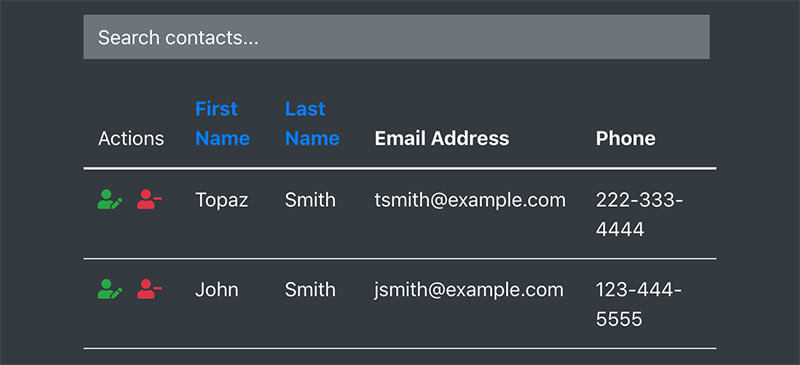 Search contacts...
Actions First Name Last Name Email Address Phone
Topaz Smith tsmith@example.com 222-333-
4444
John Smith jsmith@example.com 123-444-
5555